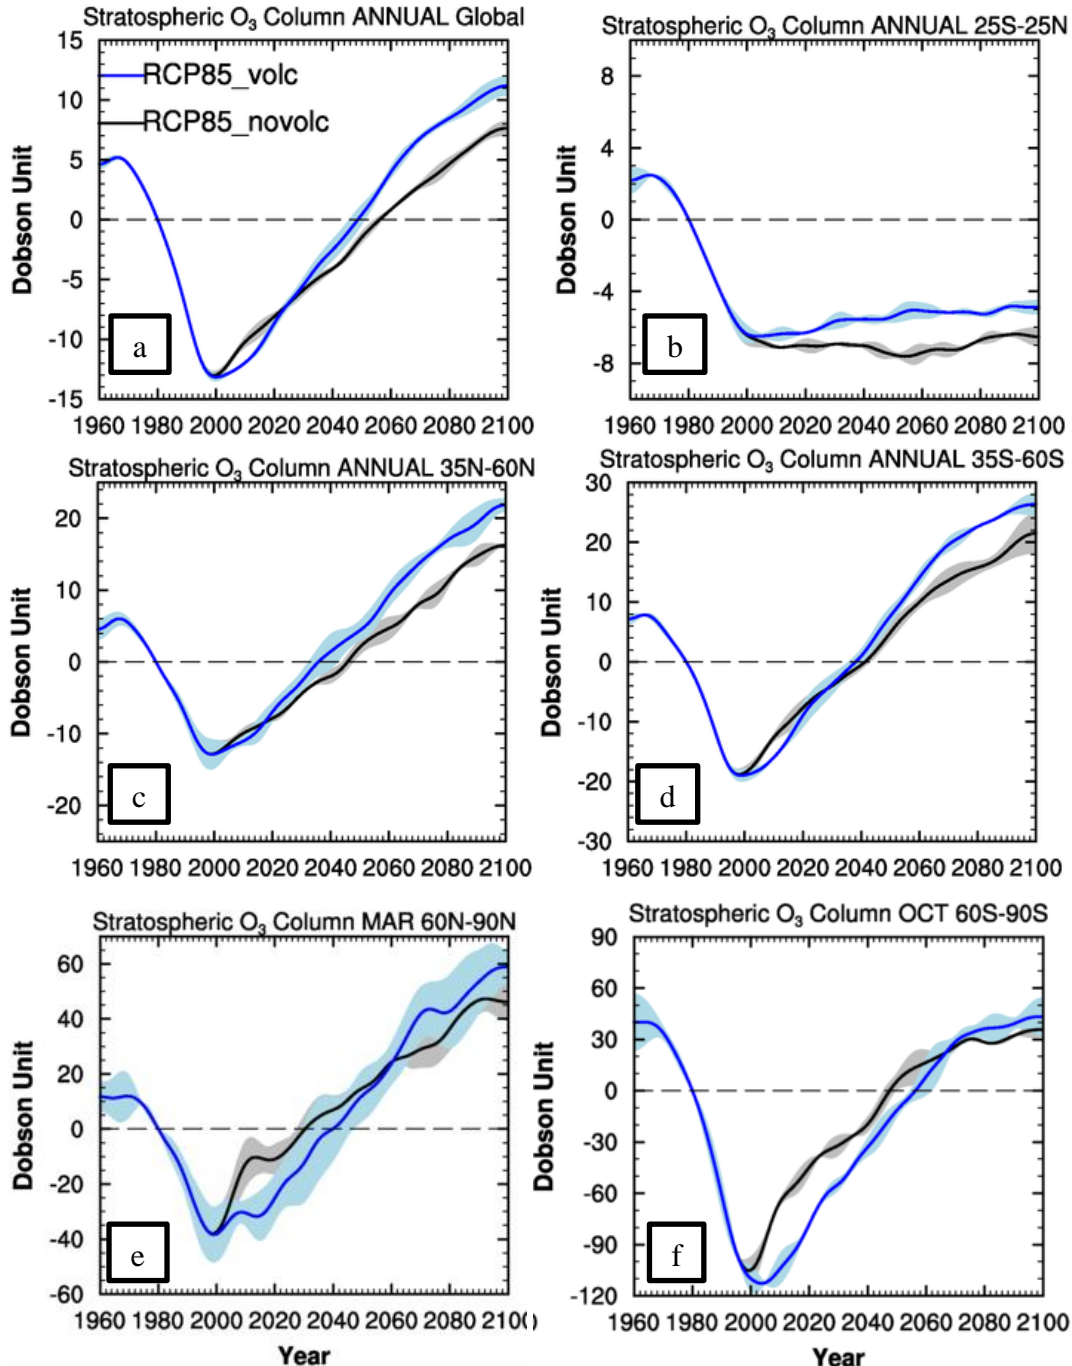 Stratospheric O3 Column ANNUAL Global
15
10
5
0
-5
-10
-15
Dobson Unit
RCP85_volc
RCP85_novolc
a
1960 1980 2000 2020 2040 2060 2080 2100
Stratospheric O3 Column ANNUAL 25S-25N
8
4
0
-4
-8
Dobson Unit
b
1960 1980 2000 2020 2040 2060 2080 2100
Stratospheric O3 Column ANNUAL 35N-60N
20
10
0
-10
-20
Dobson Unit
c
1960 1980 2000 2020 2040 2060 2080 2100
Stratospheric O3 Column ANNUAL 35S-60S
30
20
10
0
-10
-20
-30
Dobson Unit
d
1960 1980 2000 2020 2040 2060 2080 2100
Stratospheric O3 Column MAR 60N-90N
60
40
20
0
-20
-40
-60
Dobson Unit
e
1960 1980 2000 2020 2040 2060 2080 2100
Year
Stratospheric O3 Column OCT 60S-90S
90
60
30
0
-30
-60
-90
-120
Dobson Unit
f
1960 1980 2000 2020 2040 2060 2080 2100
Year